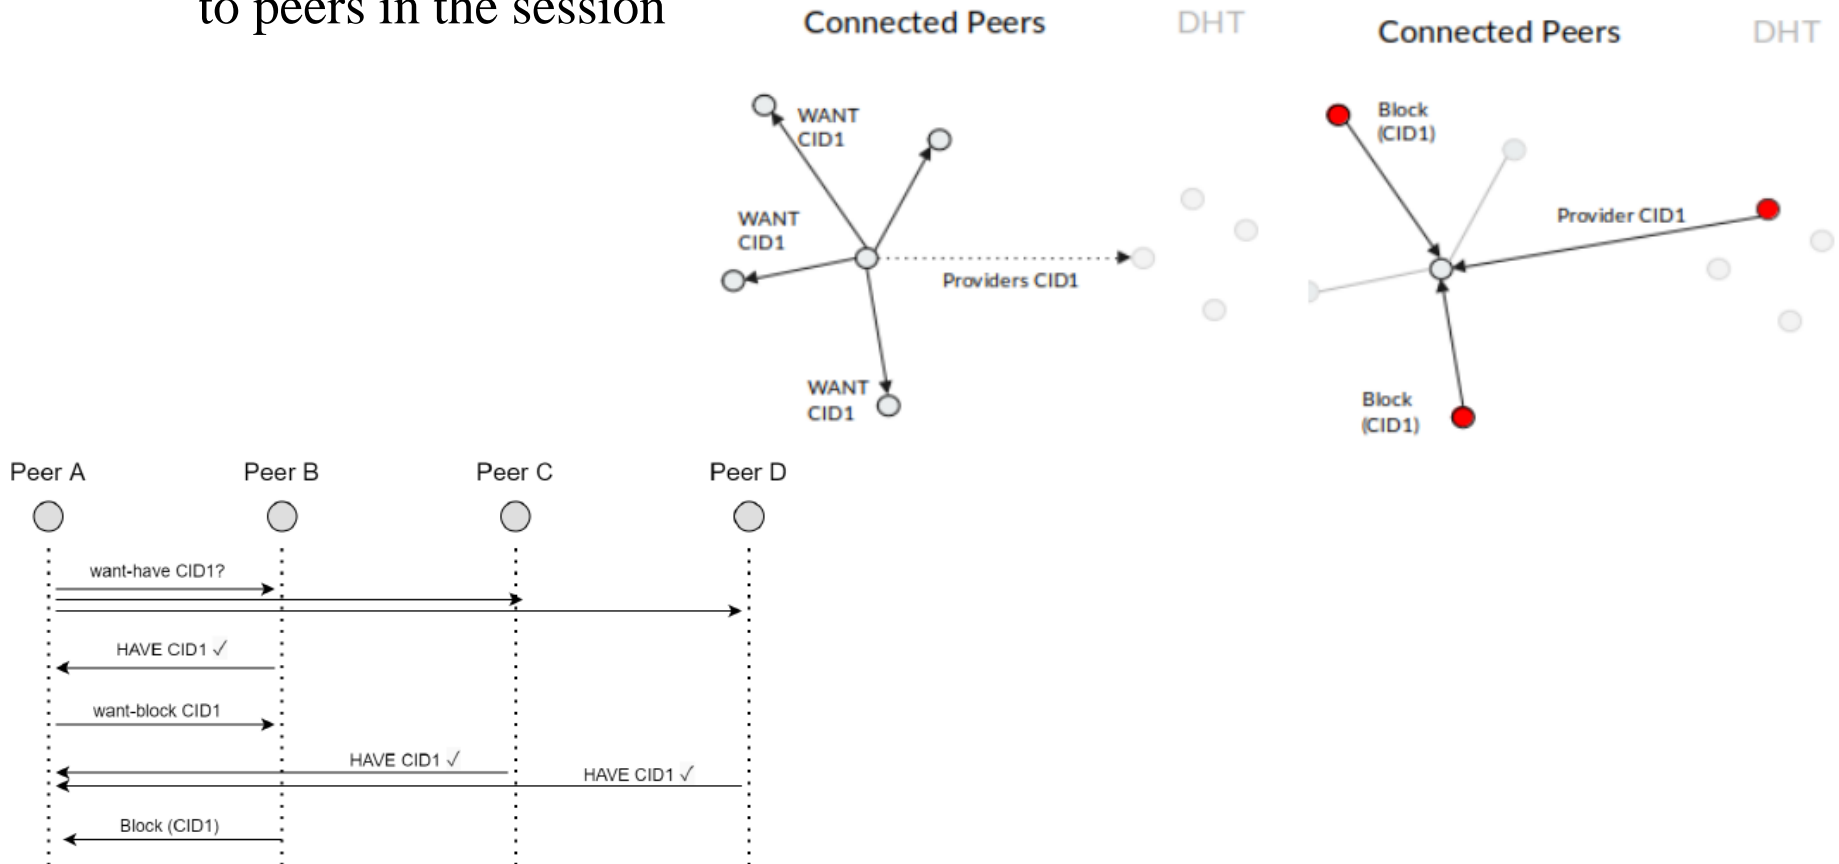 to peers in the session
Connected Peers
DHT
WANT
CID1
WANT
CID1
Providers CID1
WANT
CID1
Connected Peers
DHT
Block
(CID1)
Provider CID1
Block
(CID1)
Peer A
Peer B
Peer C
Peer D
want-have CID1?
HAVE CID1 ✓
want-block CID1
HAVE CID1 ✓
HAVE CID1 ✓
Block (CID1)